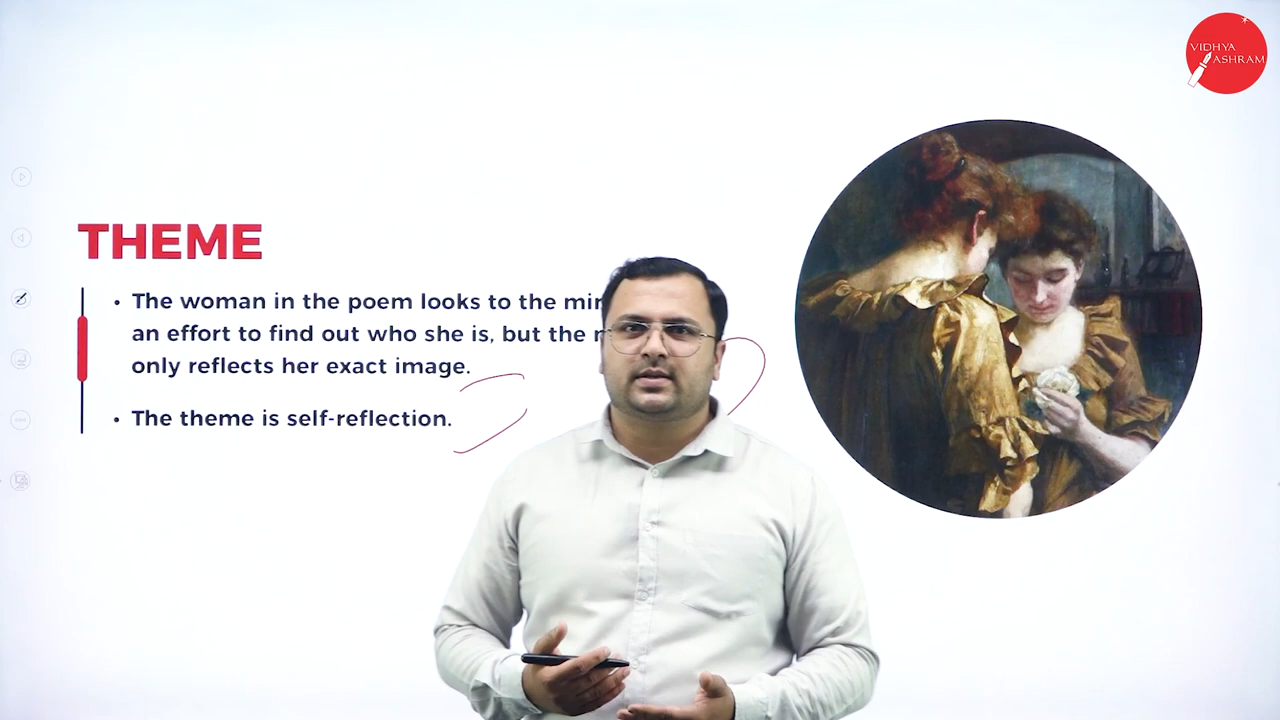 VIDHYA
ASHRAM
THEME
• The woman in the poem looks to the
an effort to find out who she is, but the
only reflects her exact image.
• The theme is self-reflection.